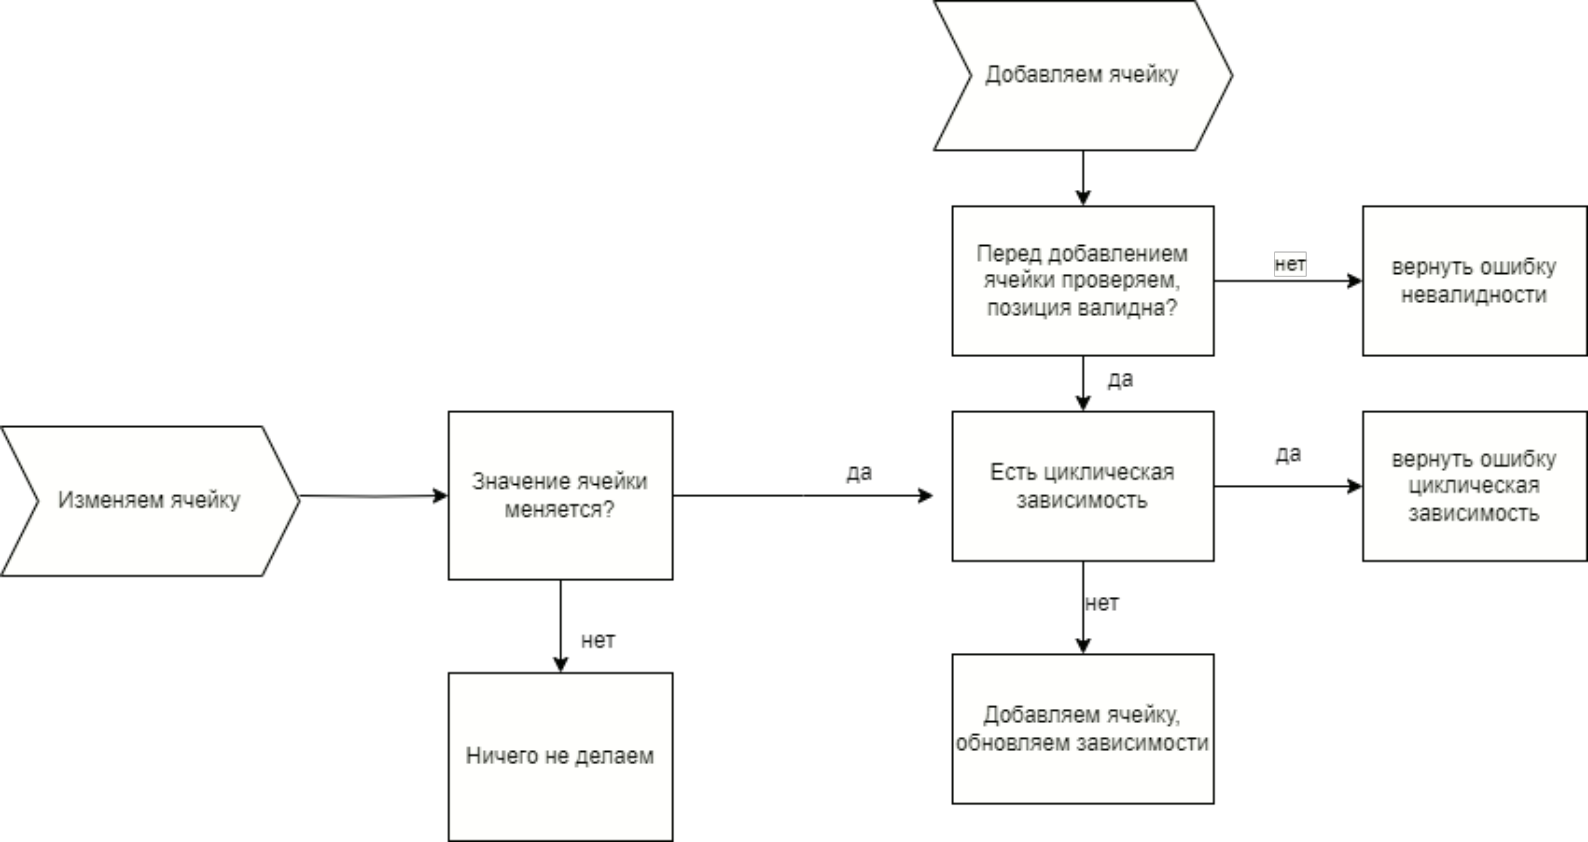 Добавляем ячейку
Перед добавлением
ячейки проверяем,
позиция валидна?
нет
вернуть ошибку
невалидности
да
Изменяем ячейку
Значение ячейки
меняется?
да
Есть циклическая
зависимость
да
вернуть ошибку
циклическая
зависимость
нет
Ничего не делаем
нет
Добавляем ячейку,
обновляем зависимости